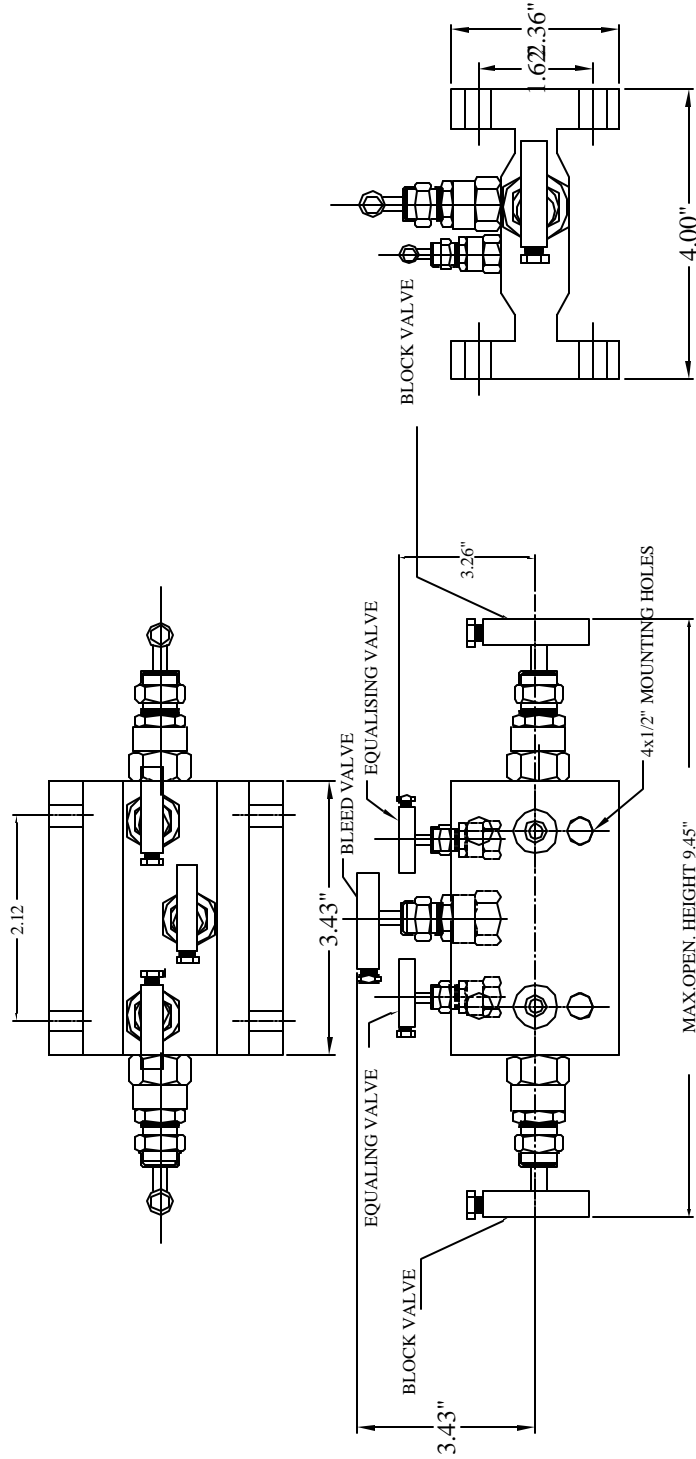 2.12
3.43"
BLEED VALVE
EQUALISING VALVE
EQUALING VALVE
BLOCK VALVE
BLOCK VALVE
3.43"
3.26"
4x1/2" MOUNTING HOLES
MAX.OPEN. HEIGHT 9.45"
1.62"
2.36"
4.00"